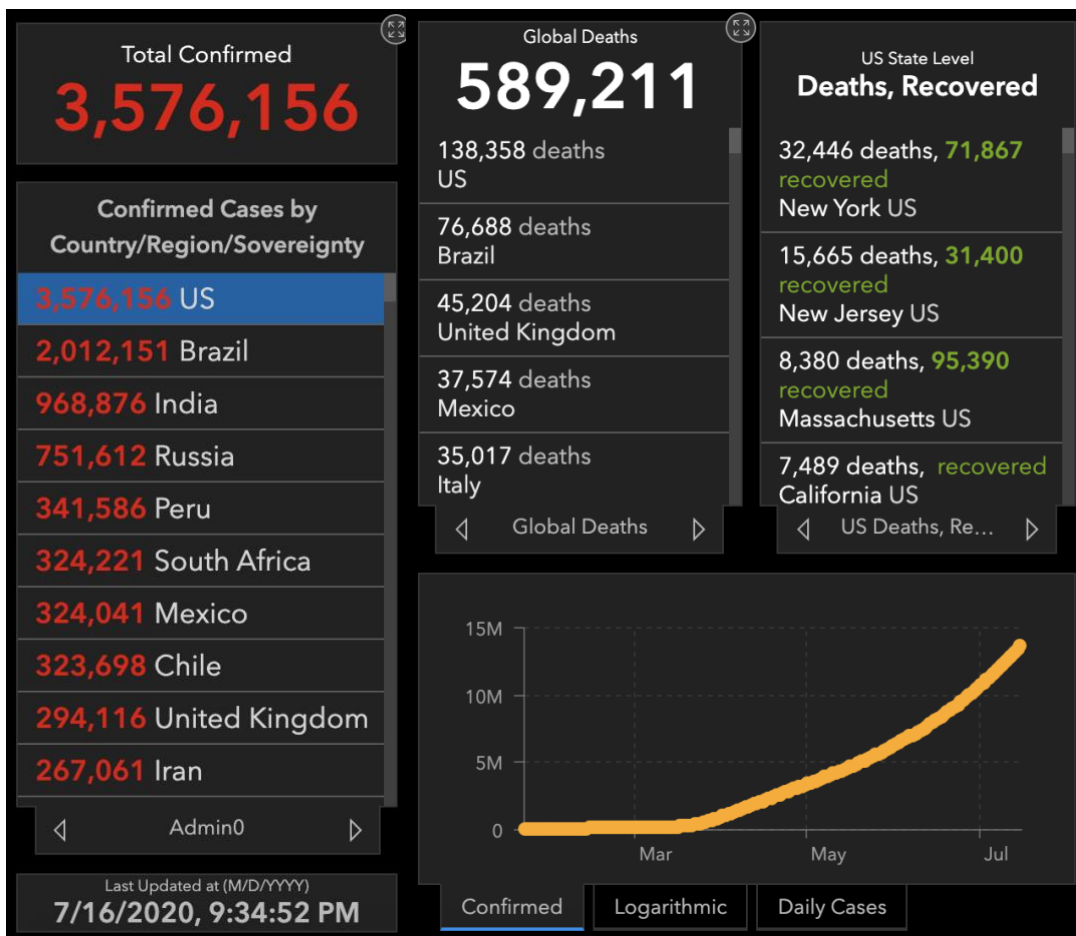 Total Confirmed
3,576,156
Confirmed Cases by
Country/Region/Sovereignty
3,576,156 US
2,012,151 Brazil
968,876 India
751,612 Russia
341,586 Peru
324,221 South Africa
324,041 Mexico
323,698 Chile
294,116 United Kingdom
267,061 Iran
Admin0
Last Updated at (M/D/YYYY)
7/16/2020, 9:34:52 PM
Global Deaths
589,211
138,358 deaths
US
76,688 deaths
Brazil
45,204 deaths
United Kingdom
37,574 deaths
Mexico
35,017 deaths
Italy
Global Deaths
US State Level
Deaths, Recovered
32,446 deaths, 71,867
recovered
New York US
15,665 deaths, 31,400
recovered
New Jersey US
8,380 deaths, 95,390
recovered
Massachusetts US
7,489 deaths, recovered
California US
US Deaths, Re...
15M
10M
5M
0
Mar May Jul
Confirmed Logarithmic Daily Cases